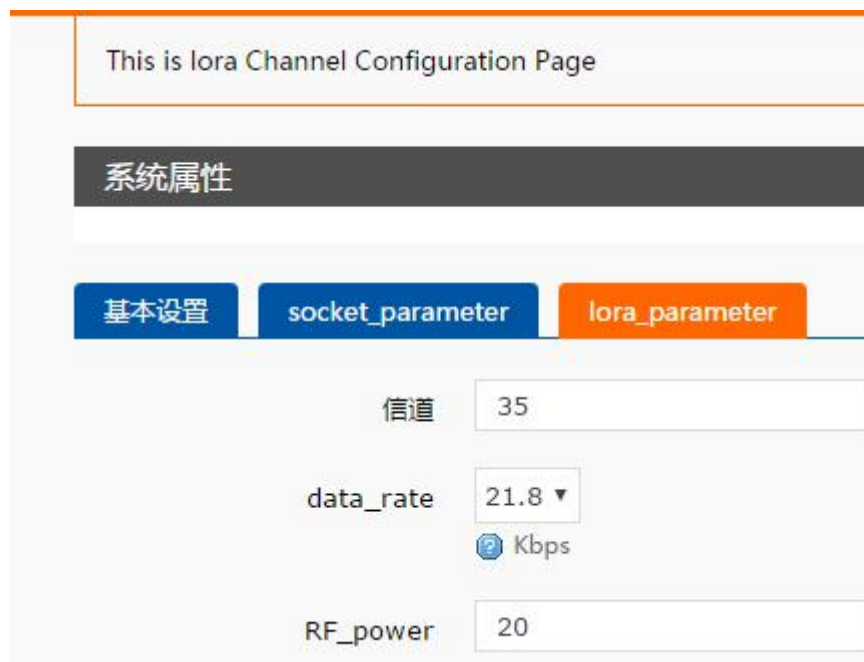 This is lora Channel Configuration Page
系统属性
基本设置 socket_parameter lora_parameter
信道 35
data_rate 21.8
Kbps
RF_power 20